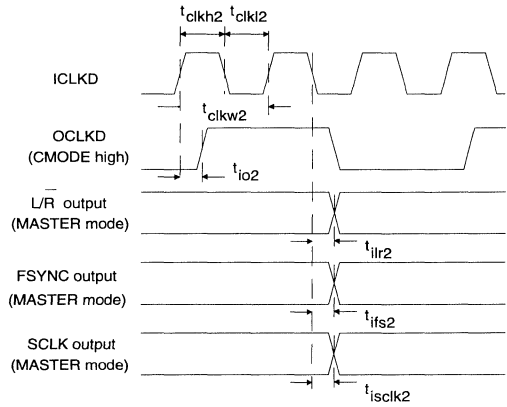 tclkh2 tclkl2
ICLKD
tclkw2
OCLKD
(CMODE high)
tio2
L/R̅ output
(MASTER mode)
tilr2
FSYNC output
(MASTER mode)
tifs2
SCLK output
(MASTER mode)
tisclk2